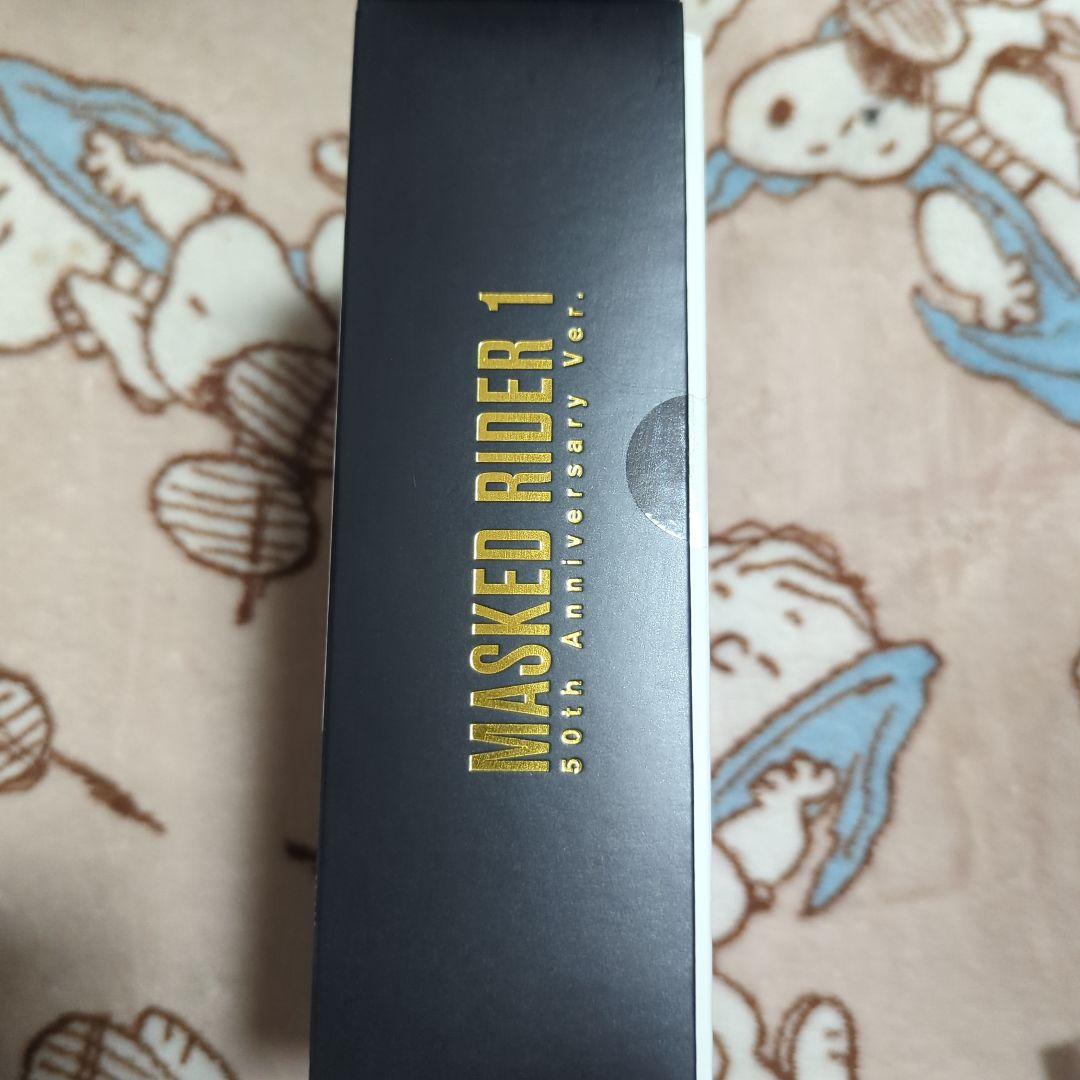 MASKED RIDER 1
50th Anniversary Ver.